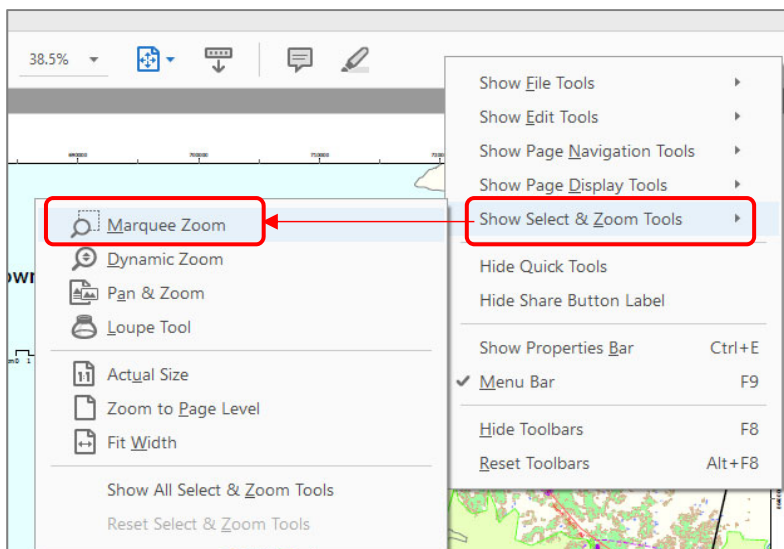 38.5%
Show File Tools
Show Edit Tools
Show Page Navigation Tools
Show Page Display Tools
Show Select & Zoom Tools
Hide Quick Tools
Hide Share Button Label
Show Properties Bar Ctrl+E
Menu Bar F9
Hide Toolbars F8
Reset Toolbars Alt+F8
Marquee Zoom
Dynamic Zoom
Pan & Zoom
Loupe Tool
1:1 Actual Size
Zoom to Page Level
Fit Width
Show All Select & Zoom Tools
Reset Select & Zoom Tools